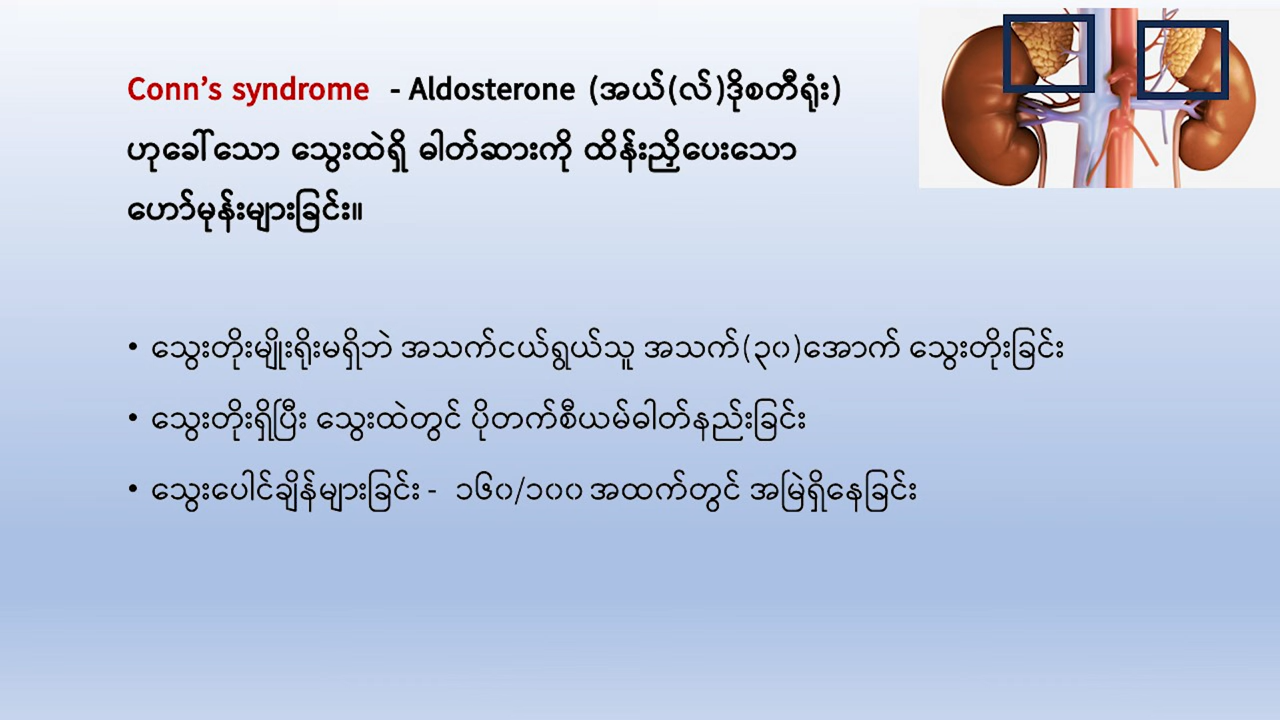 Conn’s syndrome - Aldosterone (အယ်(လ်)ဒိုစတီရုံး)
ဟုခေါ်သော သွေးထဲရှိ ဓါတ်ဆားကို ထိန်းညှိပေးသော
ဟော်မုန်းများခြင်း။
• သွေးတိုးမျိုးရိုးမရှိဘဲ အသက်ငယ်ရွယ်သူ အသက်(၃၀)အောက် သွေးတိုးခြင်း
• သွေးတိုးရှိပြီး သွေးထဲတွင် ပိုတက်စီယမ်ဓါတ်နည်းခြင်း
• သွေးပေါင်ချိန်များခြင်း - ၁၆၀/၁၀၀ အထက်တွင် အမြဲရှိနေခြင်း